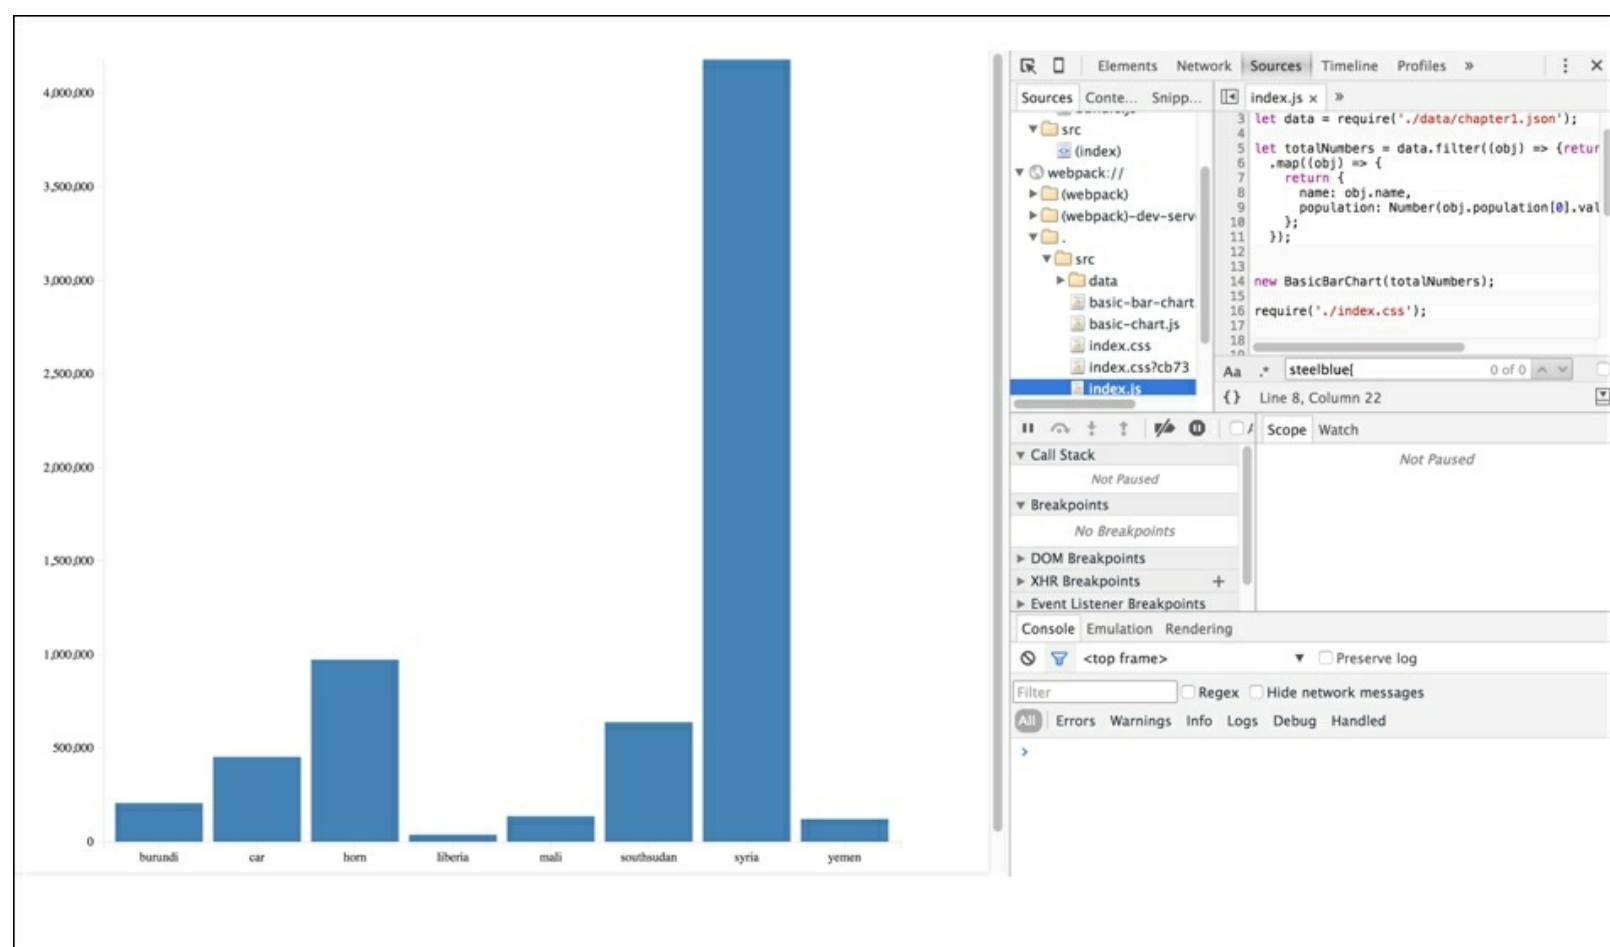 4,000,000
3,500,000
3,000,000
2,500,000
2,000,000
1,500,000
1,000,000
500,000
0
burundi car horn liberia mali southsudan syria yemen
Elements Network Sources Timeline Profiles »
Sources Conte... Snipp...
src
(index)
webpack://
(webpack)
(webpack)-dev-serv
.
src
data
basic-bar-chart
basic-chart.js
index.css
index.css?cb73
index.js
index.js × »
3 let data = require('./data/chapter1.json');
4
5 let totalNumbers = data.filter((obj) => {retur
6 .map((obj) => {
7 return {
8 name: obj.name,
9 population: Number(obj.population[0].val
10 };
11 });
12
13
14 new BasicBarChart(totalNumbers);
15
16 require('./index.css');
17
18
19
Aa .* steelblue[ 0 of 0
{} Line 8, Column 22
Call Stack
Not Paused
Breakpoints
No Breakpoints
DOM Breakpoints
XHR Breakpoints +
Event Listener Breakpoints
Scope Watch
Not Paused
Console Emulation Rendering
<top frame> ▼ Preserve log
Filter Regex Hide network messages
All Errors Warnings Info Logs Debug Handled
>